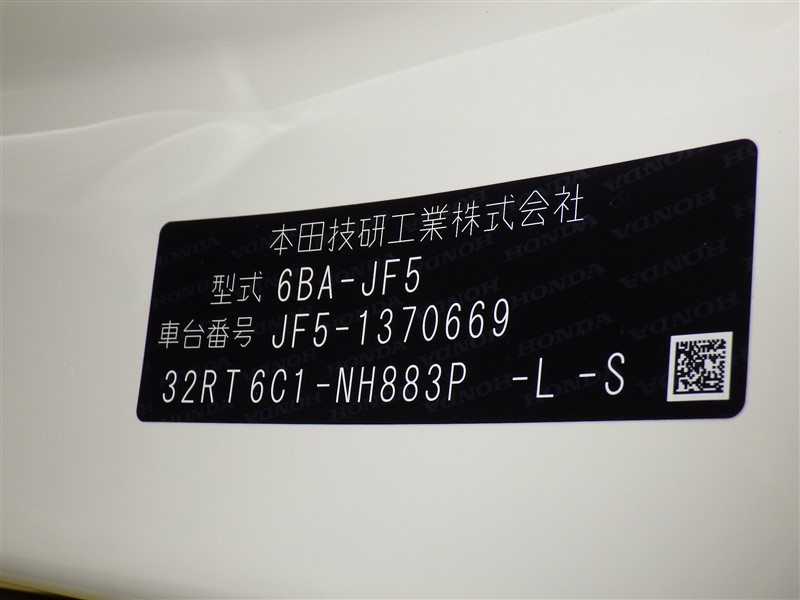 本田技研工業株式会社
型式 6BA-JF5
車台番号 JF5-1370669
32RT6C1-NH883P -L -S